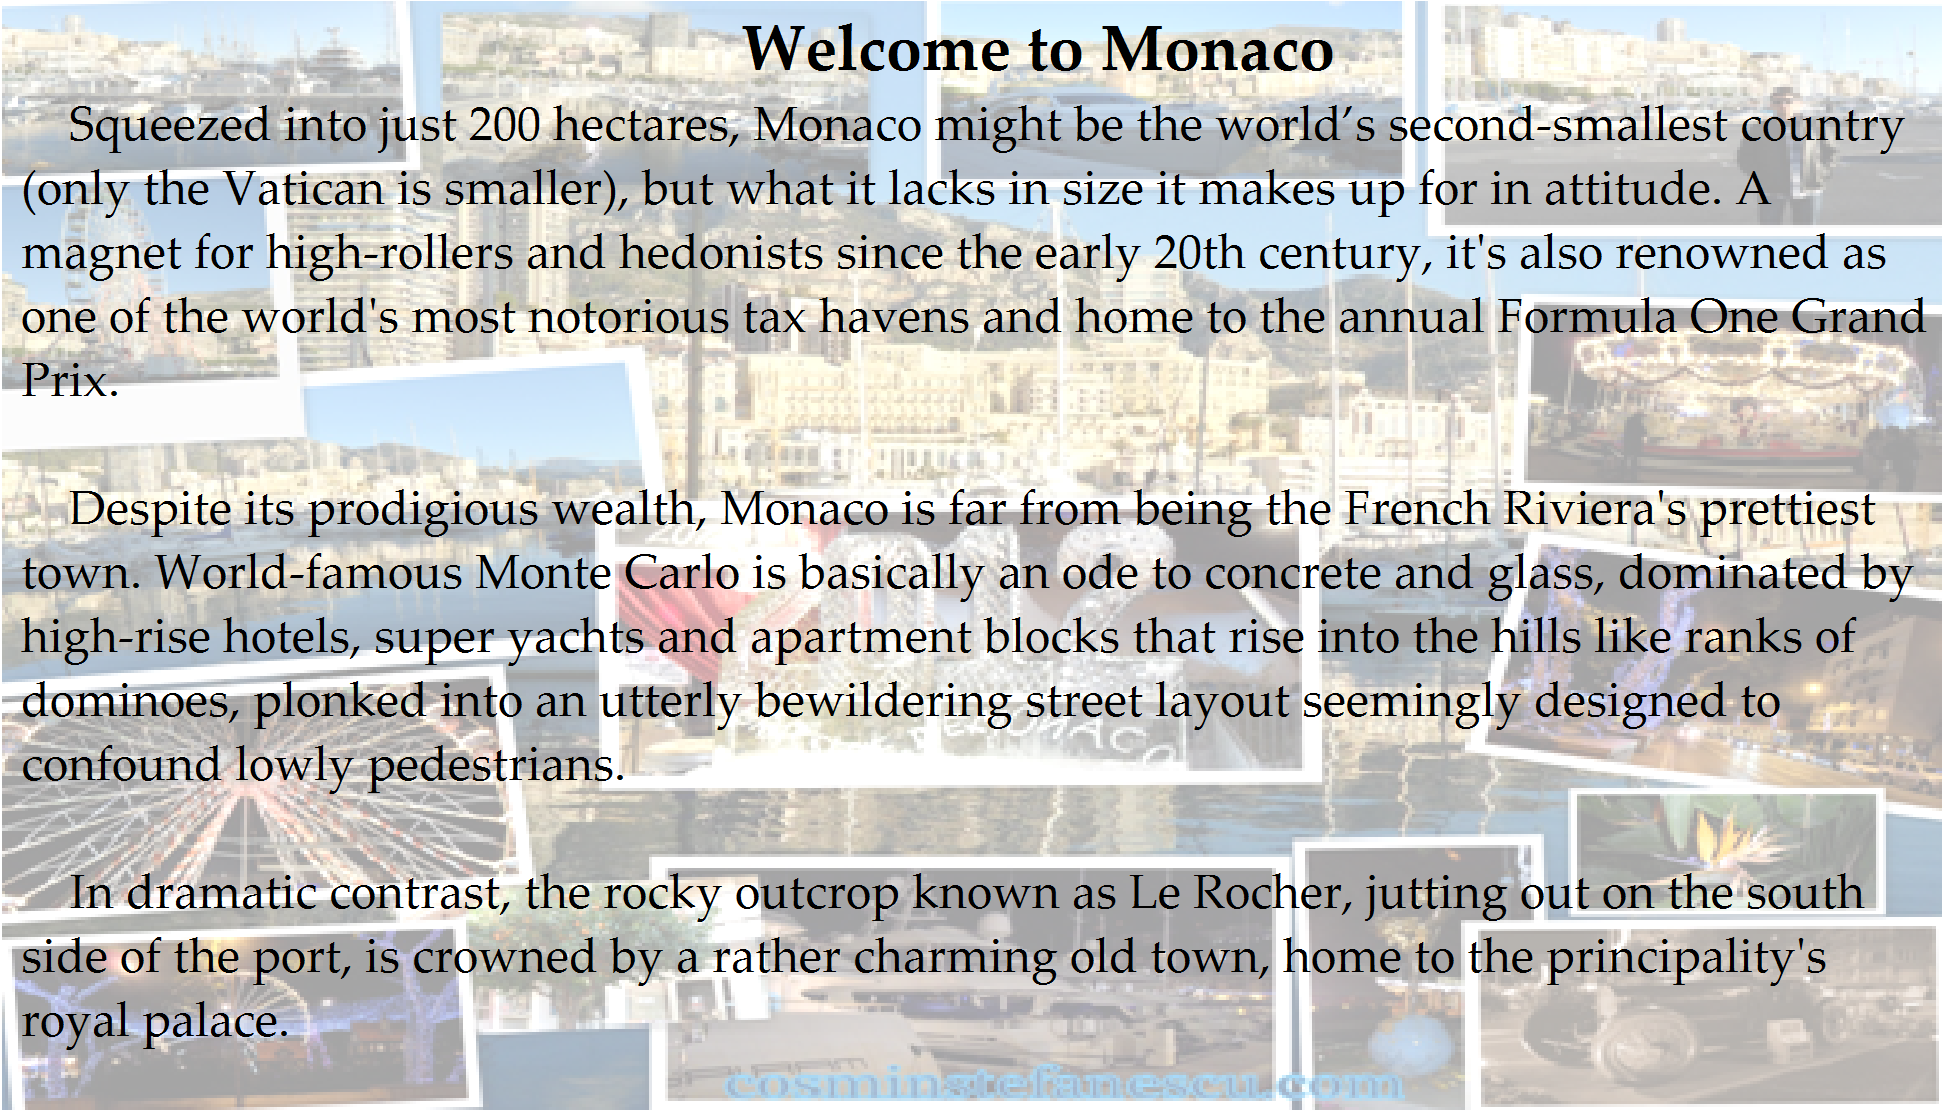 Welcome to Monaco
Squeezed into just 200 hectares, Monaco might be the world’s second-smallest country
(only the Vatican is smaller), but what it lacks in size it makes up for in attitude. A
magnet for high-rollers and hedonists since the early 20th century, it's also renowned as
one of the world's most notorious tax havens and home to the annual Formula One Grand
Prix.
Despite its prodigious wealth, Monaco is far from being the French Riviera's prettiest
town. World-famous Monte Carlo is basically an ode to concrete and glass, dominated by
high-rise hotels, super yachts and apartment blocks that rise into the hills like ranks of
dominoes, plonked into an utterly bewildering street layout seemingly designed to
confound lowly pedestrians.
In dramatic contrast, the rocky outcrop known as Le Rocher, jutting out on the south
side of the port, is crowned by a rather charming old town, home to the principality's
royal palace.
cosminstefanescu.com